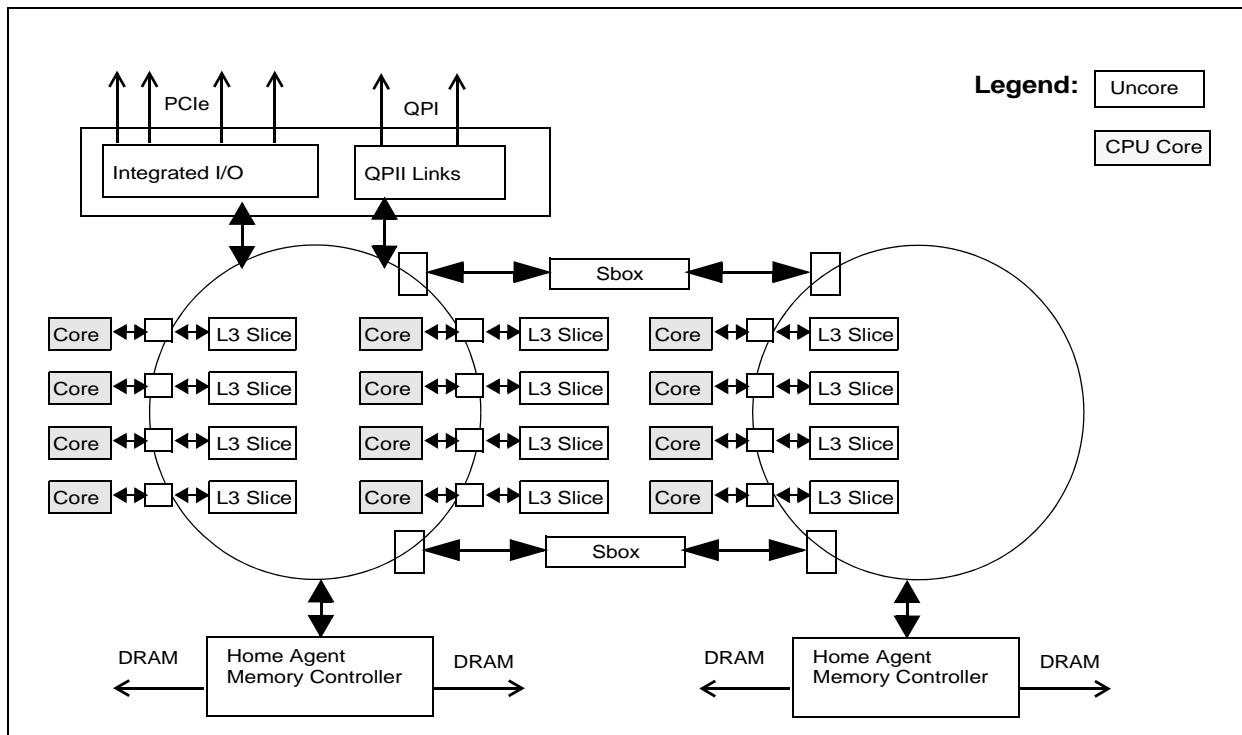 Legend:
Uncore
CPU Core
PCIe
QPI
Integrated I/O
QPII Links
Sbox
Core
L3 Slice
Core
L3 Slice
Core
L3 Slice
Core
L3 Slice
Core
L3 Slice
Core
L3 Slice
Core
L3 Slice
Core
L3 Slice
Core
L3 Slice
Core
L3 Slice
Core
L3 Slice
Core
L3 Slice
Sbox
DRAM
Home Agent
Memory Controller
DRAM
DRAM
Home Agent
Memory Controller
DRAM